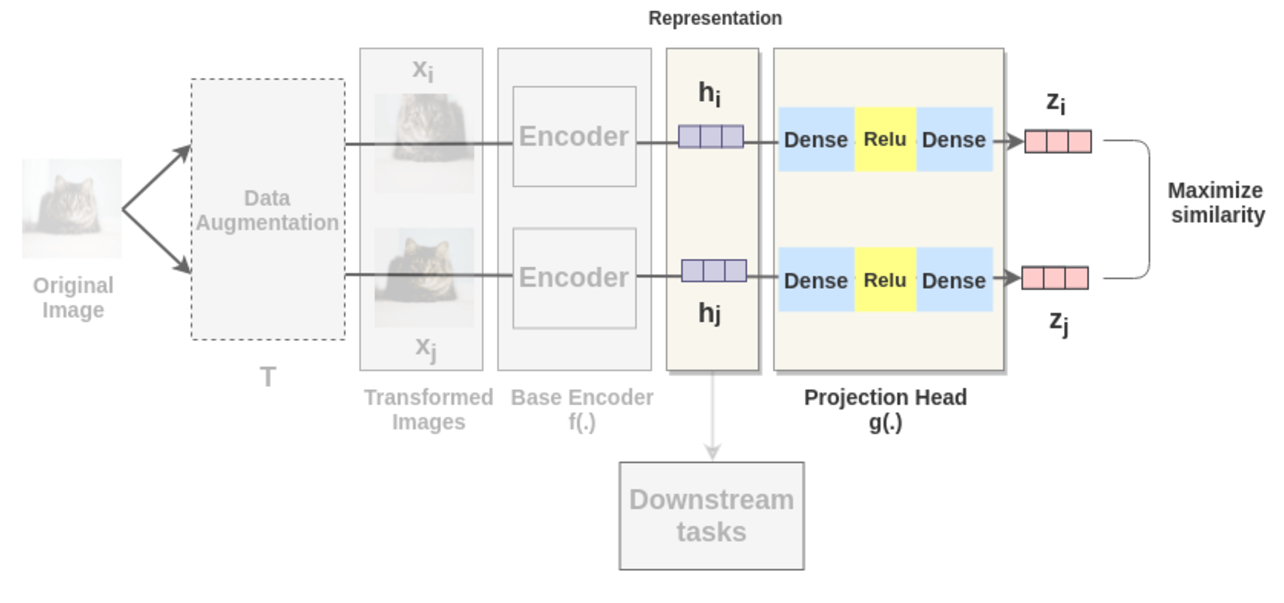 Representation
xi
hi
zi
Encoder
Dense
Relu
Dense
Data
Augmentation
Maximize
similarity
Original
Image
Encoder
Dense
Relu
Dense
hj
zj
xj
T
Transformed
Images
Base Encoder
f(.)
Projection Head
g(.)
Downstream
tasks